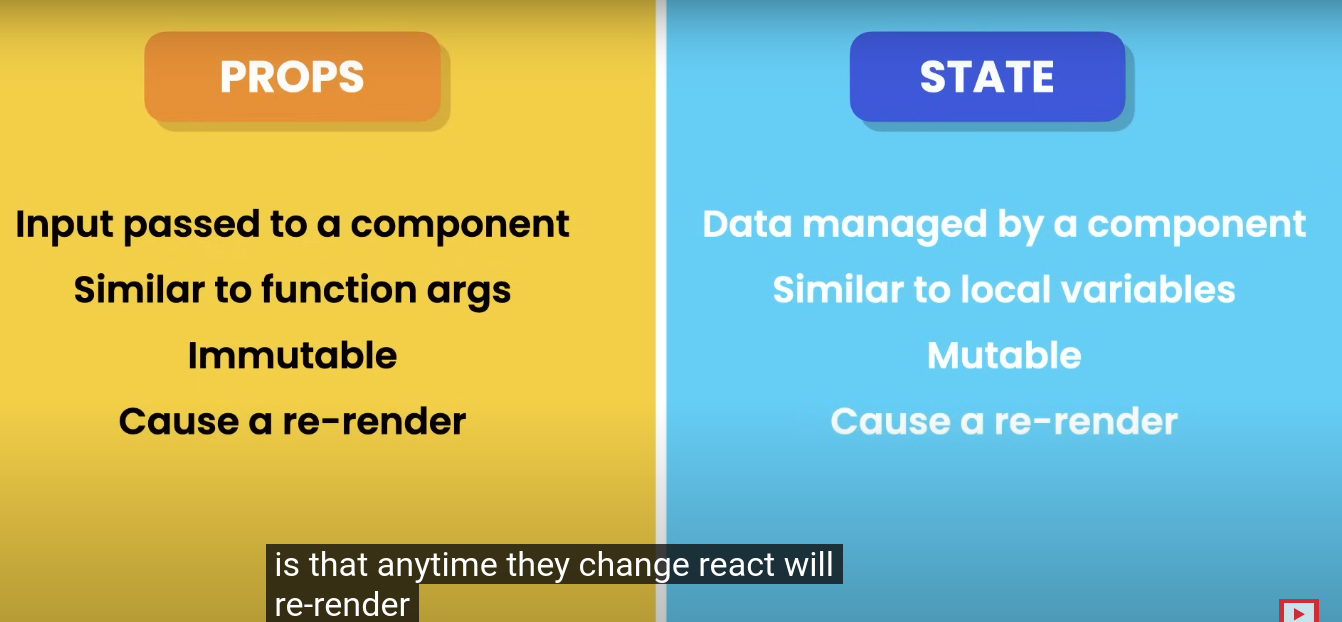 PROPS
Input passed to a component
Similar to function args
Immutable
Cause a re-render
STATE
Data managed by a component
Similar to local variables
Mutable
Cause a re-render
is that anytime they change react will
re-render